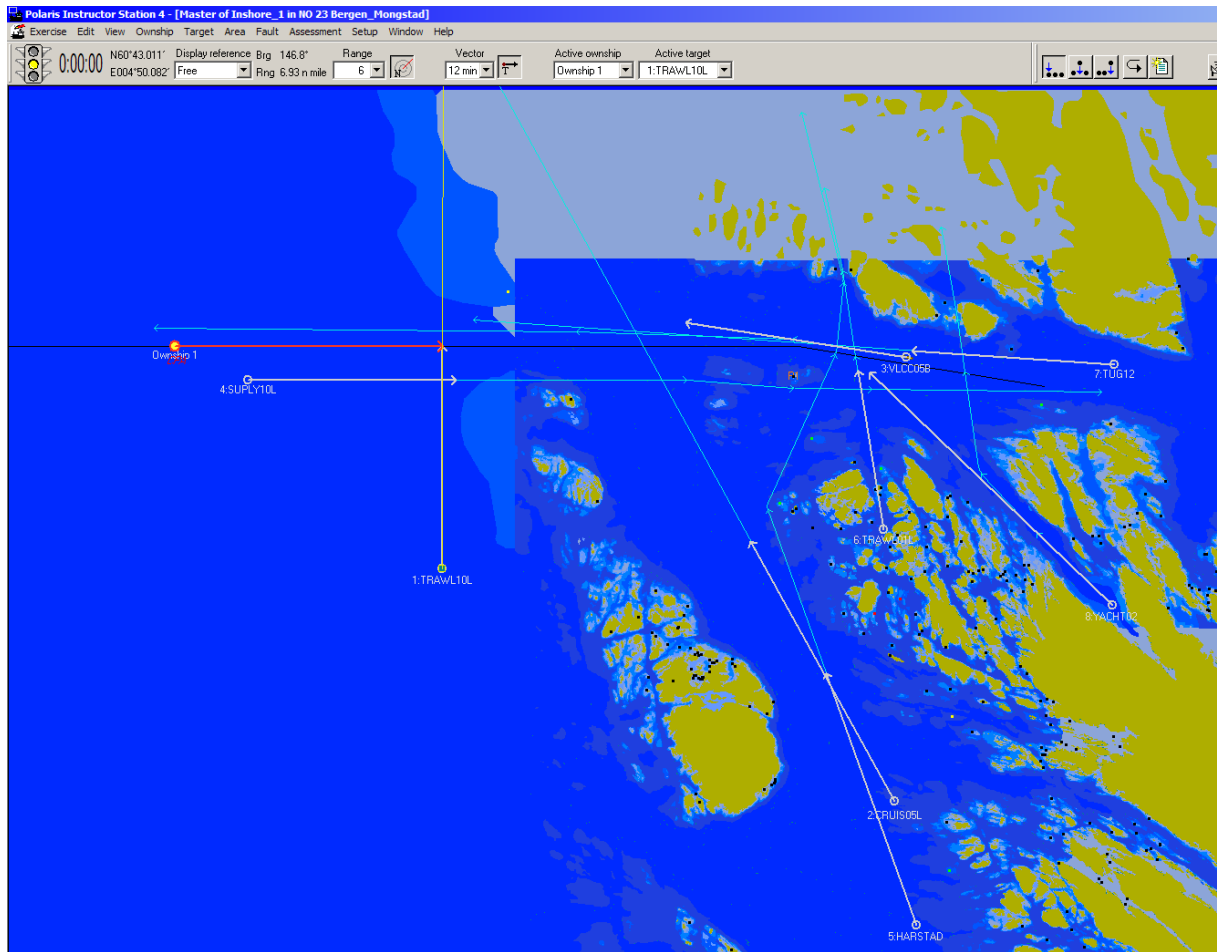 Polaris Instructor Station 4 - [Master of Inshore_1 in NO 23 Bergen_Mongstad]
Exercise Edit View Ownship Target Area Fault Assessment Setup Window Help
0:00:00 N60°43.011' Display reference Brg 146.8° Range Vector Active ownship Active target
E004°50.082' Free Rng 6.93 n mile 6 12 min T Ownship 1 1:TRAWL10L
Ownship 1
3:VLCC05B
7:TUG12
4:SUPLY10L
6:TRAWL01L
1:TRAWL10L
8:YACHT02
2:CRUIS05L
5:HARSTAD